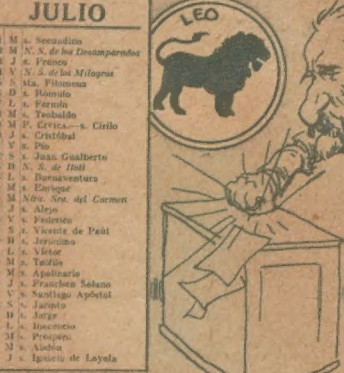 JULIO
M s. Secundino
M N. S. de los Desamparados
J s. Franco
V N. S. de los Milagros
S Sta. Filomena
D s. Rómulo
L s. Fermín
M s. Teobaldo
M P. Cívica.—s. Cirilo
J s. Cristóbal
V s. Pío
S s. Juan Gualberto
D N. S. de Itatí
L s. Buenaventura
M s. Enrique
M Ntra. Sra. del Carmen
J s. Alejo
V s. Federico
S s. Vicente de Paúl
D s. Jerónimo
L s. Víctor
M s. Teófilo
M s. Apolinario
J s. Francisco Solano
V s. Santiago Apóstol
S s. Jacinto
D s. Jorge
L s. Inocencio
M s. Próspero
M s. Abdón
J s. Ignacio de Loyola
LEO